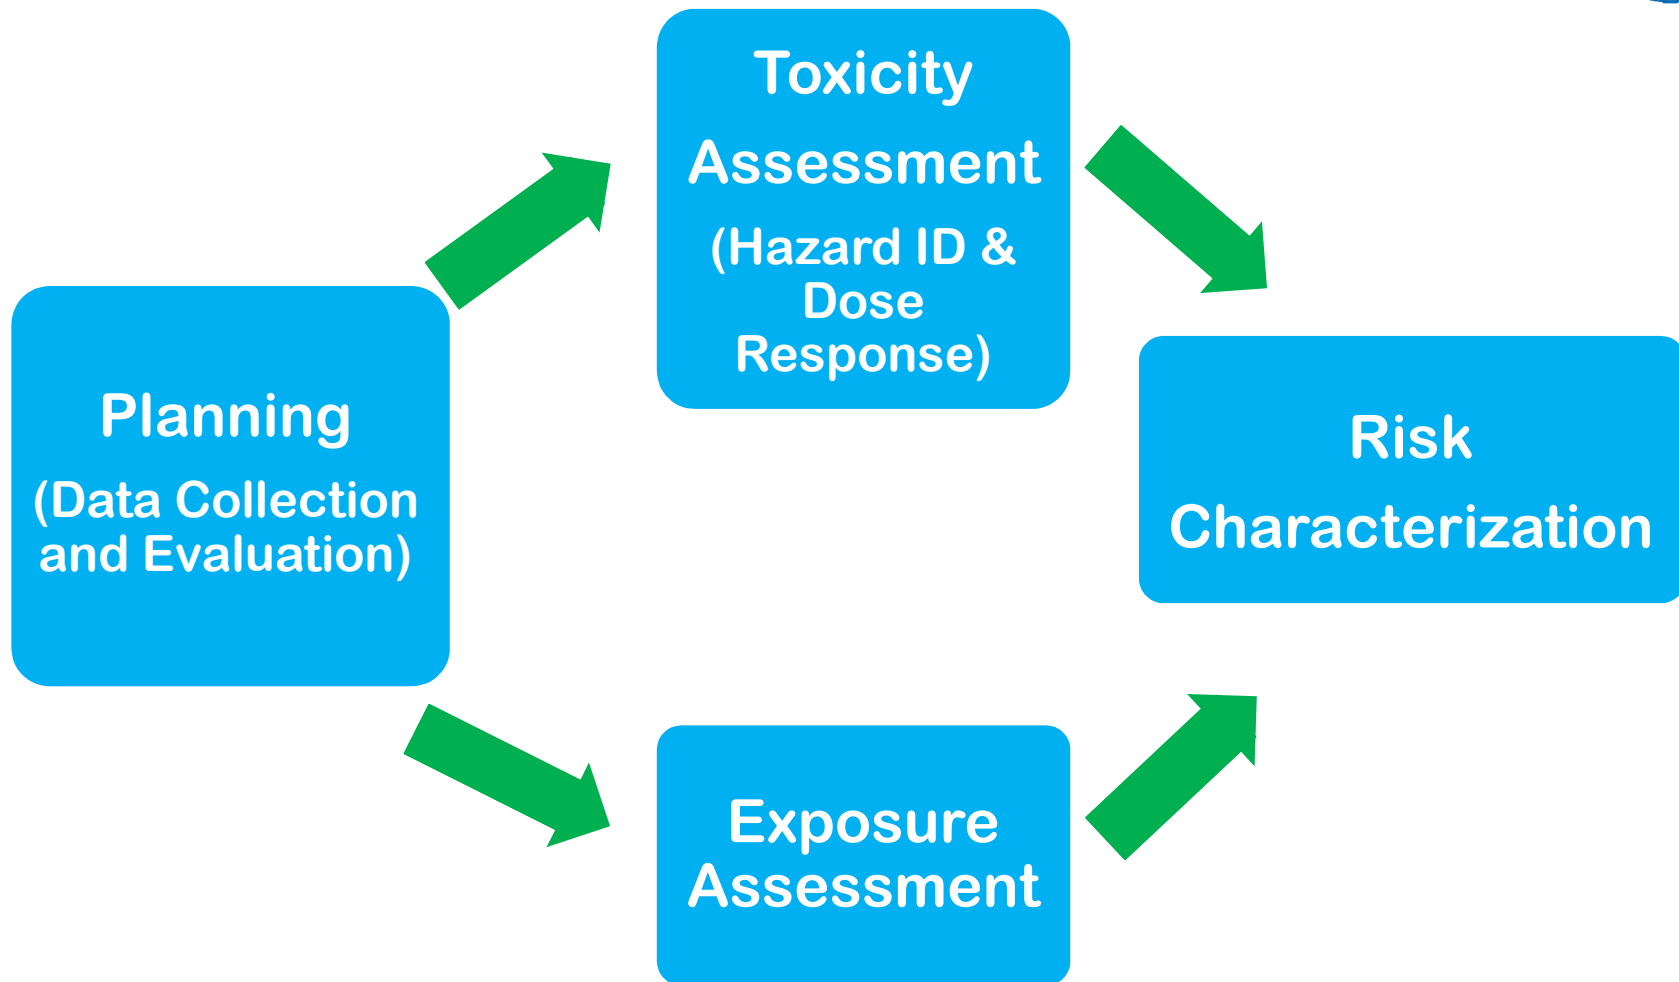 Toxicity
Assessment
(Hazard ID &
Dose
Response)
Planning
(Data Collection
and Evaluation)
Risk
Characterization
Exposure
Assessment